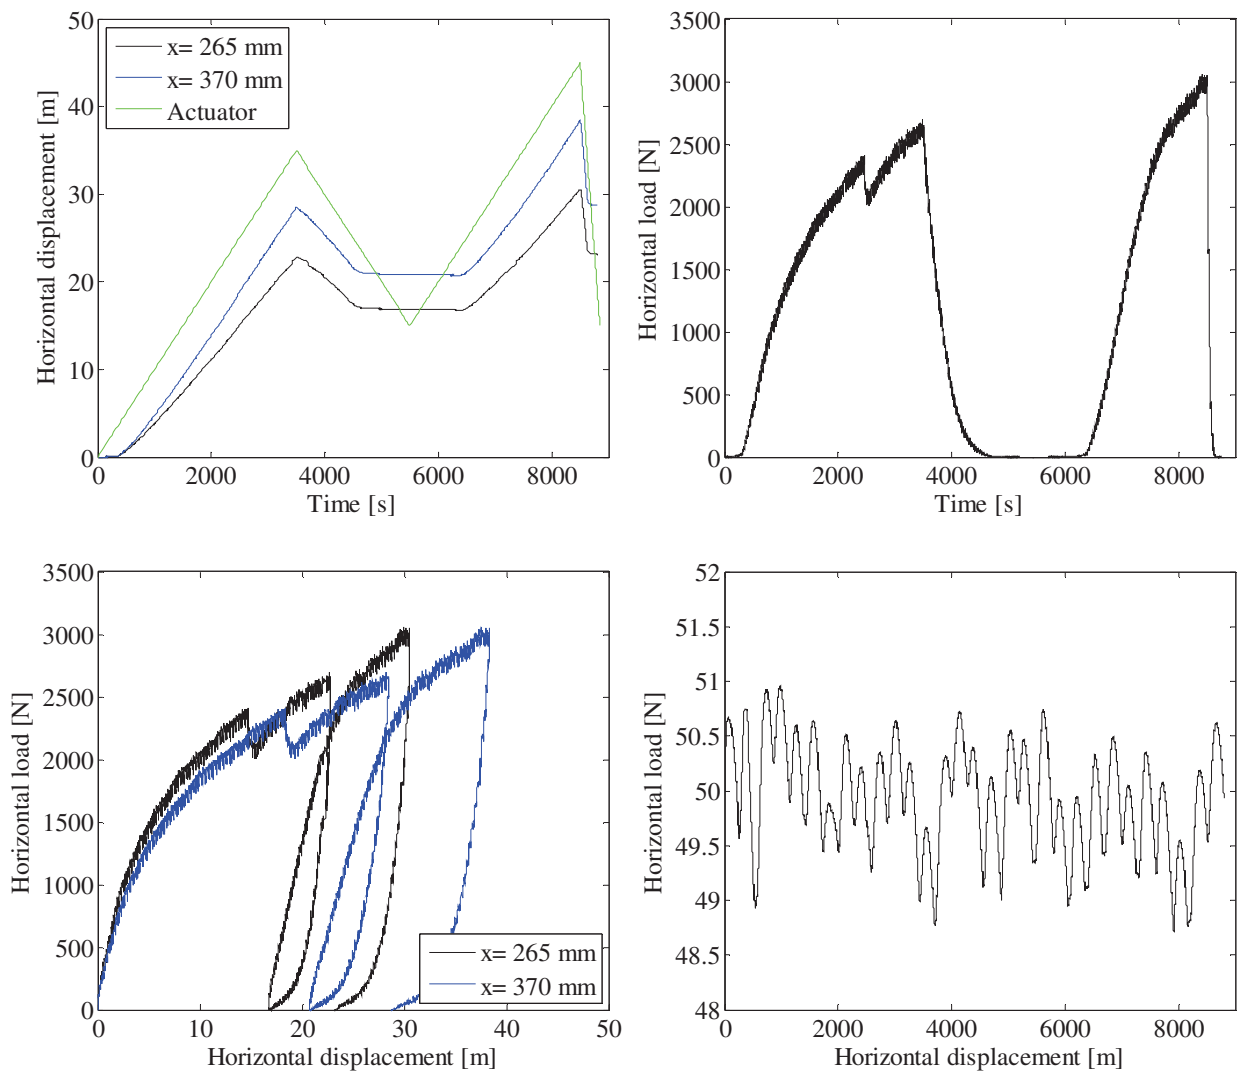 50
40
30
20
10
0
Horizontal displacement [m]
x= 265 mm
x= 370 mm
Actuator
0 2000 4000 6000 8000
Time [s]
3500
3000
2500
2000
1500
1000
500
0
Horizontal load [N]
0 2000 4000 6000 8000
Time [s]
3500
3000
2500
2000
1500
1000
500
0
Horizontal load [N]
x= 265 mm
x= 370 mm
0 10 20 30 40 50
Horizontal displacement [m]
52
51.5
51
50.5
50
49.5
49
48.5
48
Horizontal load [N]
0 2000 4000 6000 8000
Horizontal displacement [m]